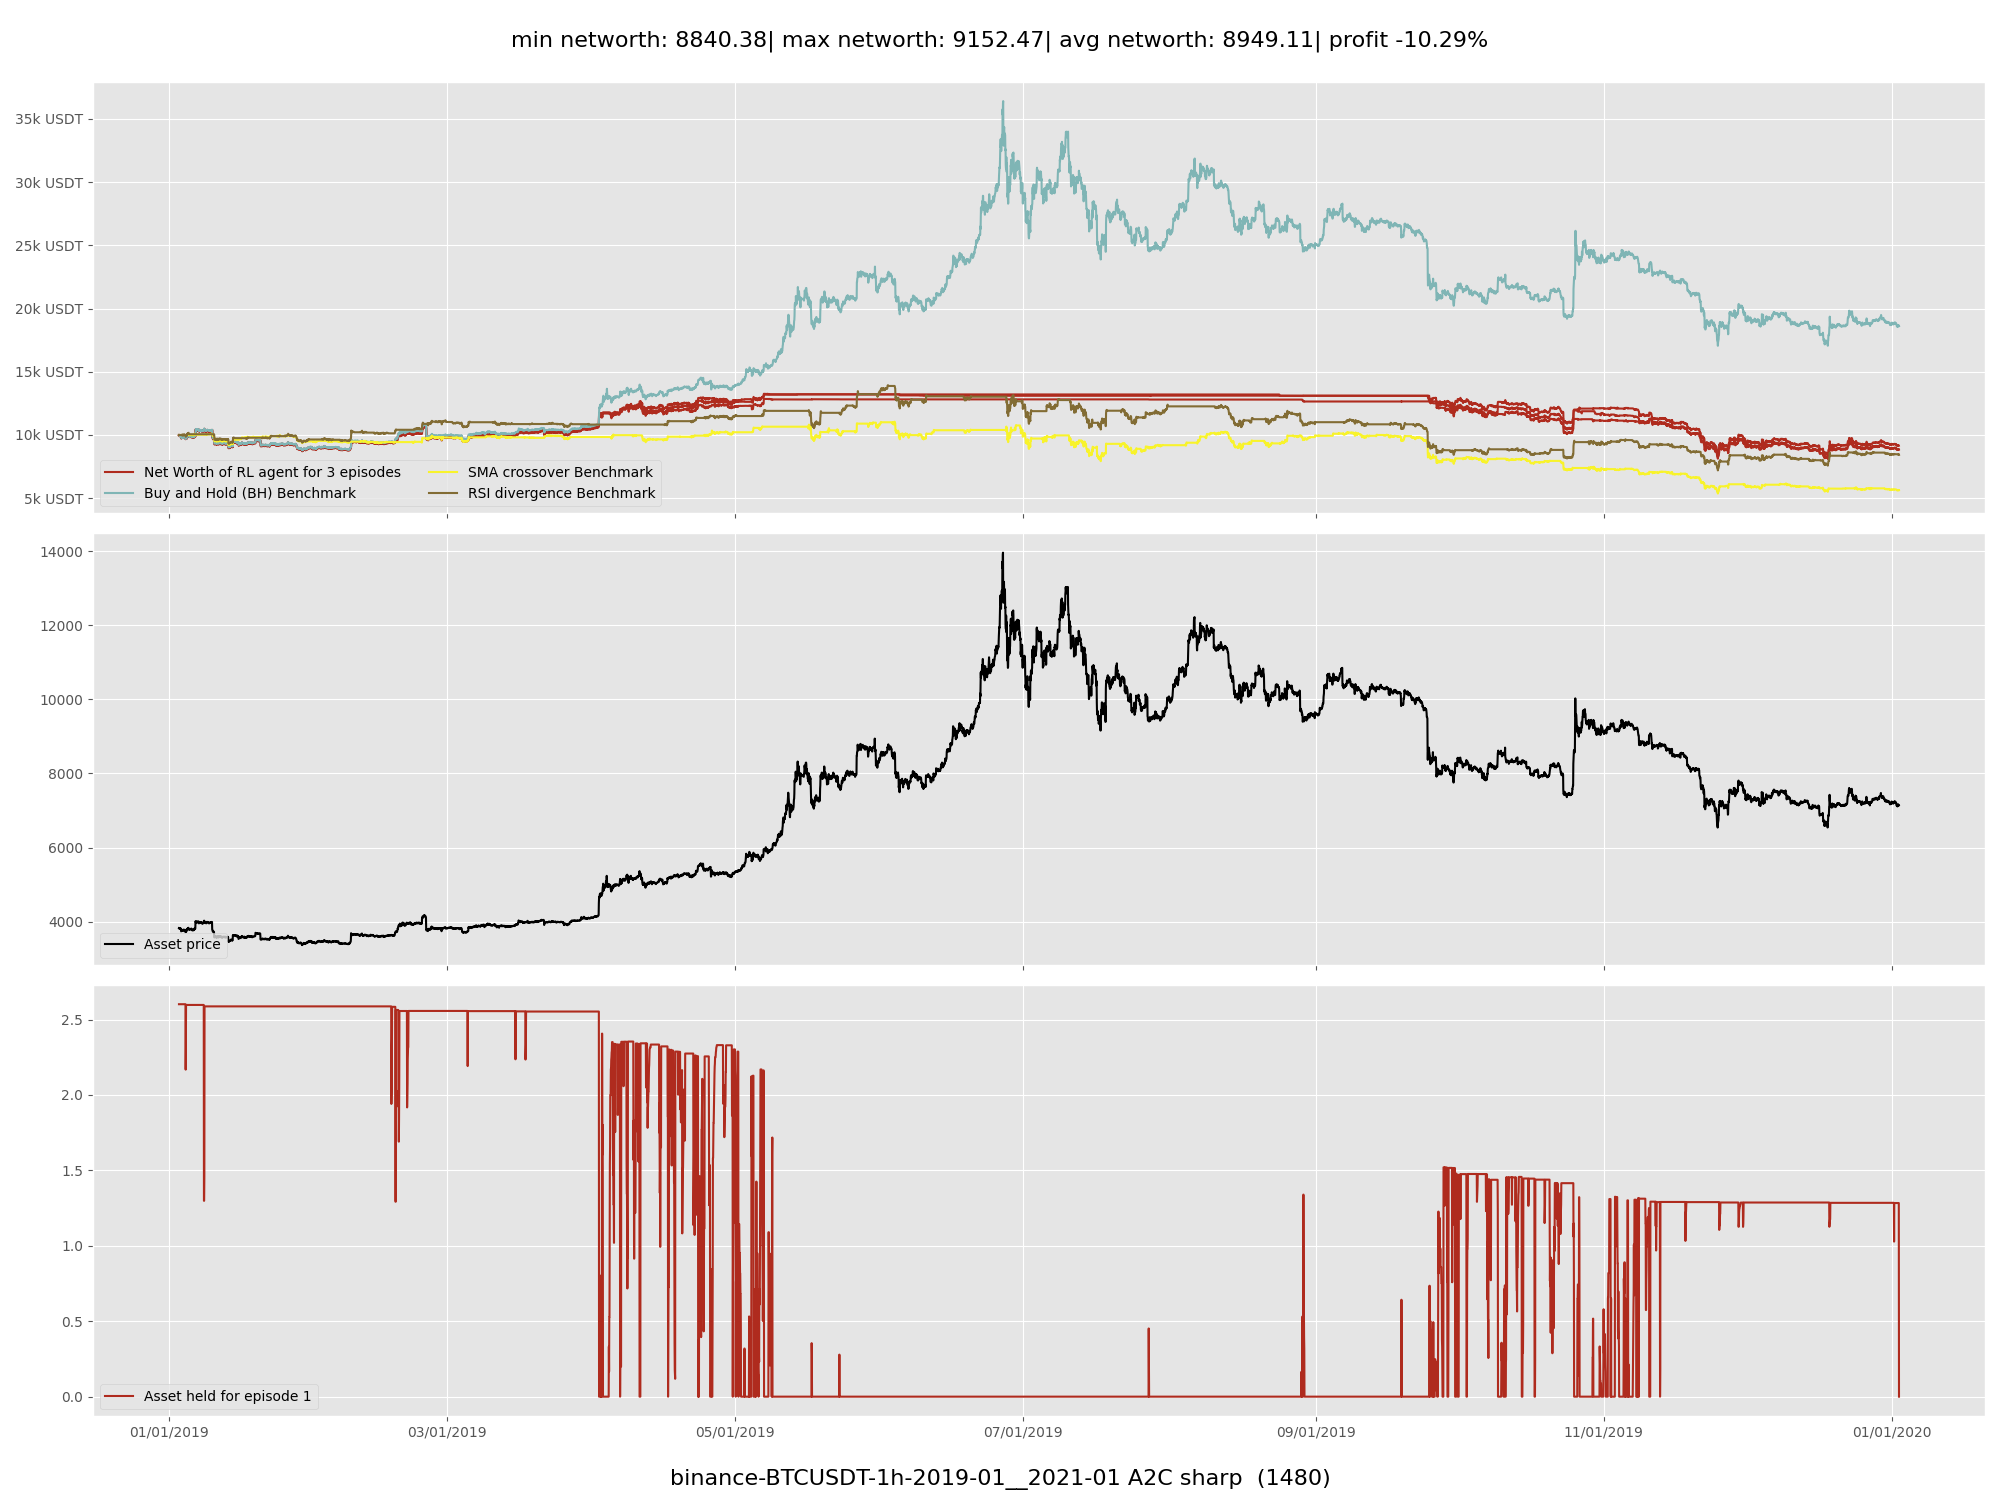 min networth: 8840.38| max networth: 9152.47| avg networth: 8949.11| profit -10.29%
35k USDT
30k USDT
25k USDT
20k USDT
15k USDT
10k USDT
5k USDT
Net Worth of RL agent for 3 episodes
Buy and Hold (BH) Benchmark
SMA crossover Benchmark
RSI divergence Benchmark
14000
12000
10000
8000
6000
4000
Asset price
2.5
2.0
1.5
1.0
0.5
0.0
Asset held for episode 1
01/01/2019 03/01/2019 05/01/2019 07/01/2019 09/01/2019 11/01/2019 01/01/2020
binance-BTCUSDT-1h-2019-01__2021-01 A2C sharp (1480)